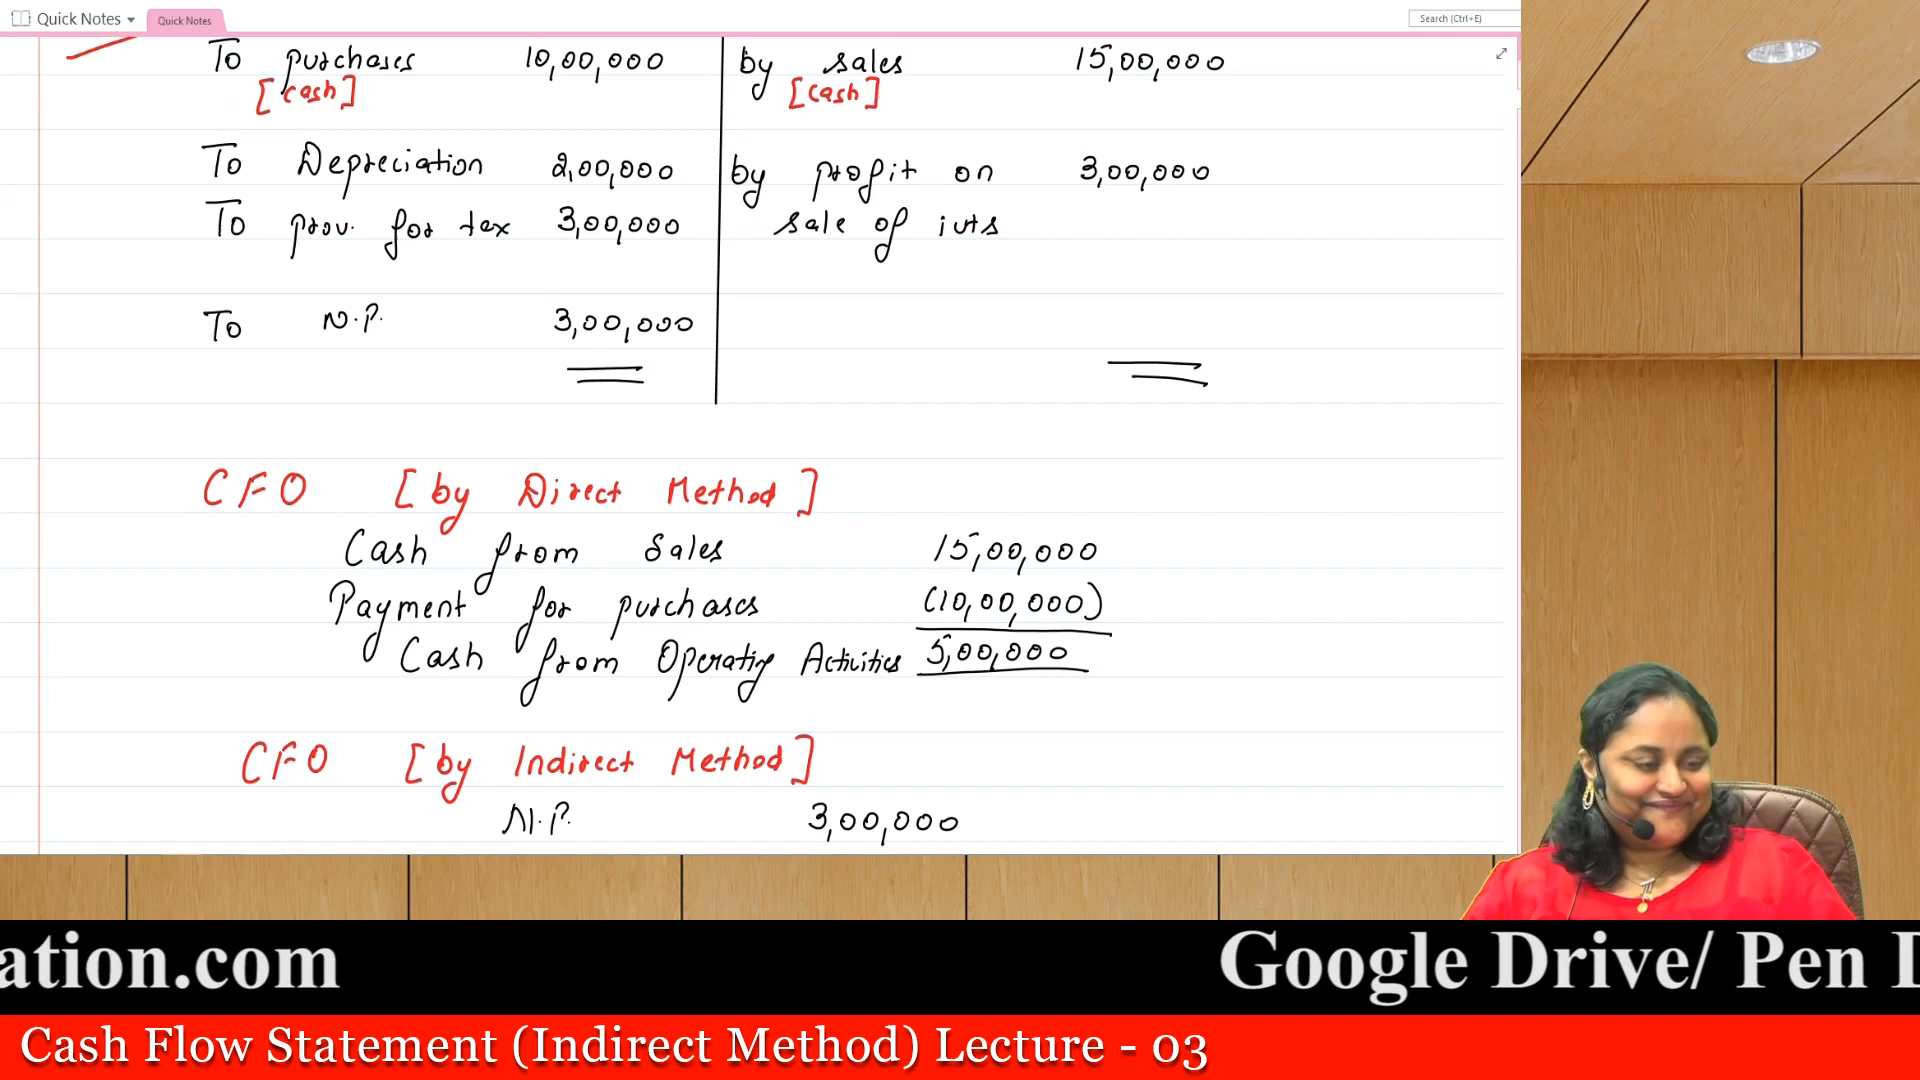 Quick Notes
Quick Notes
Search (Ctrl+E)
To purchases 10,00,000 by sales 15,00,000
[cash] [cash]
To Depreciation 2,00,000 by profit on 3,00,000
To prov. for tax 3,00,000 sale of ivts
To N.P. 3,00,000
CFO [by Direct Method]
Cash from Sales 15,00,000
Payment for purchases (10,00,000)
Cash from Operating Activities 5,00,000
CFO [by Indirect Method]
N.P. 3,00,000
ation.com Google Drive/ Pen D
Cash Flow Statement (Indirect Method) Lecture - 03